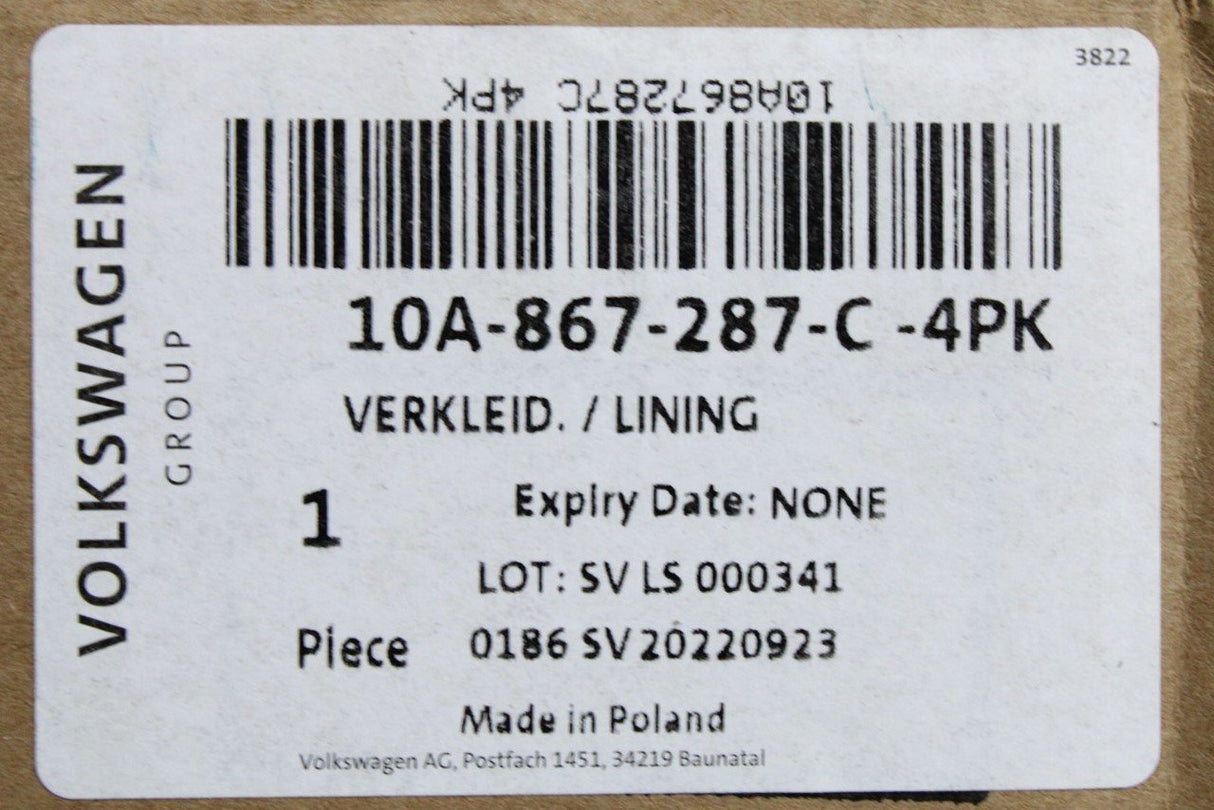 3822
10A867287C 4PK
10A-867-287-C -4PK
VERKLEID. / LINING
1
Expiry Date: NONE
LOT: SV LS 000341
Piece
0186 SV 20220923
Made in Poland
Volkswagen AG, Postfach 1451, 34219 Baunatal
VOLKSWAGEN
GROUP